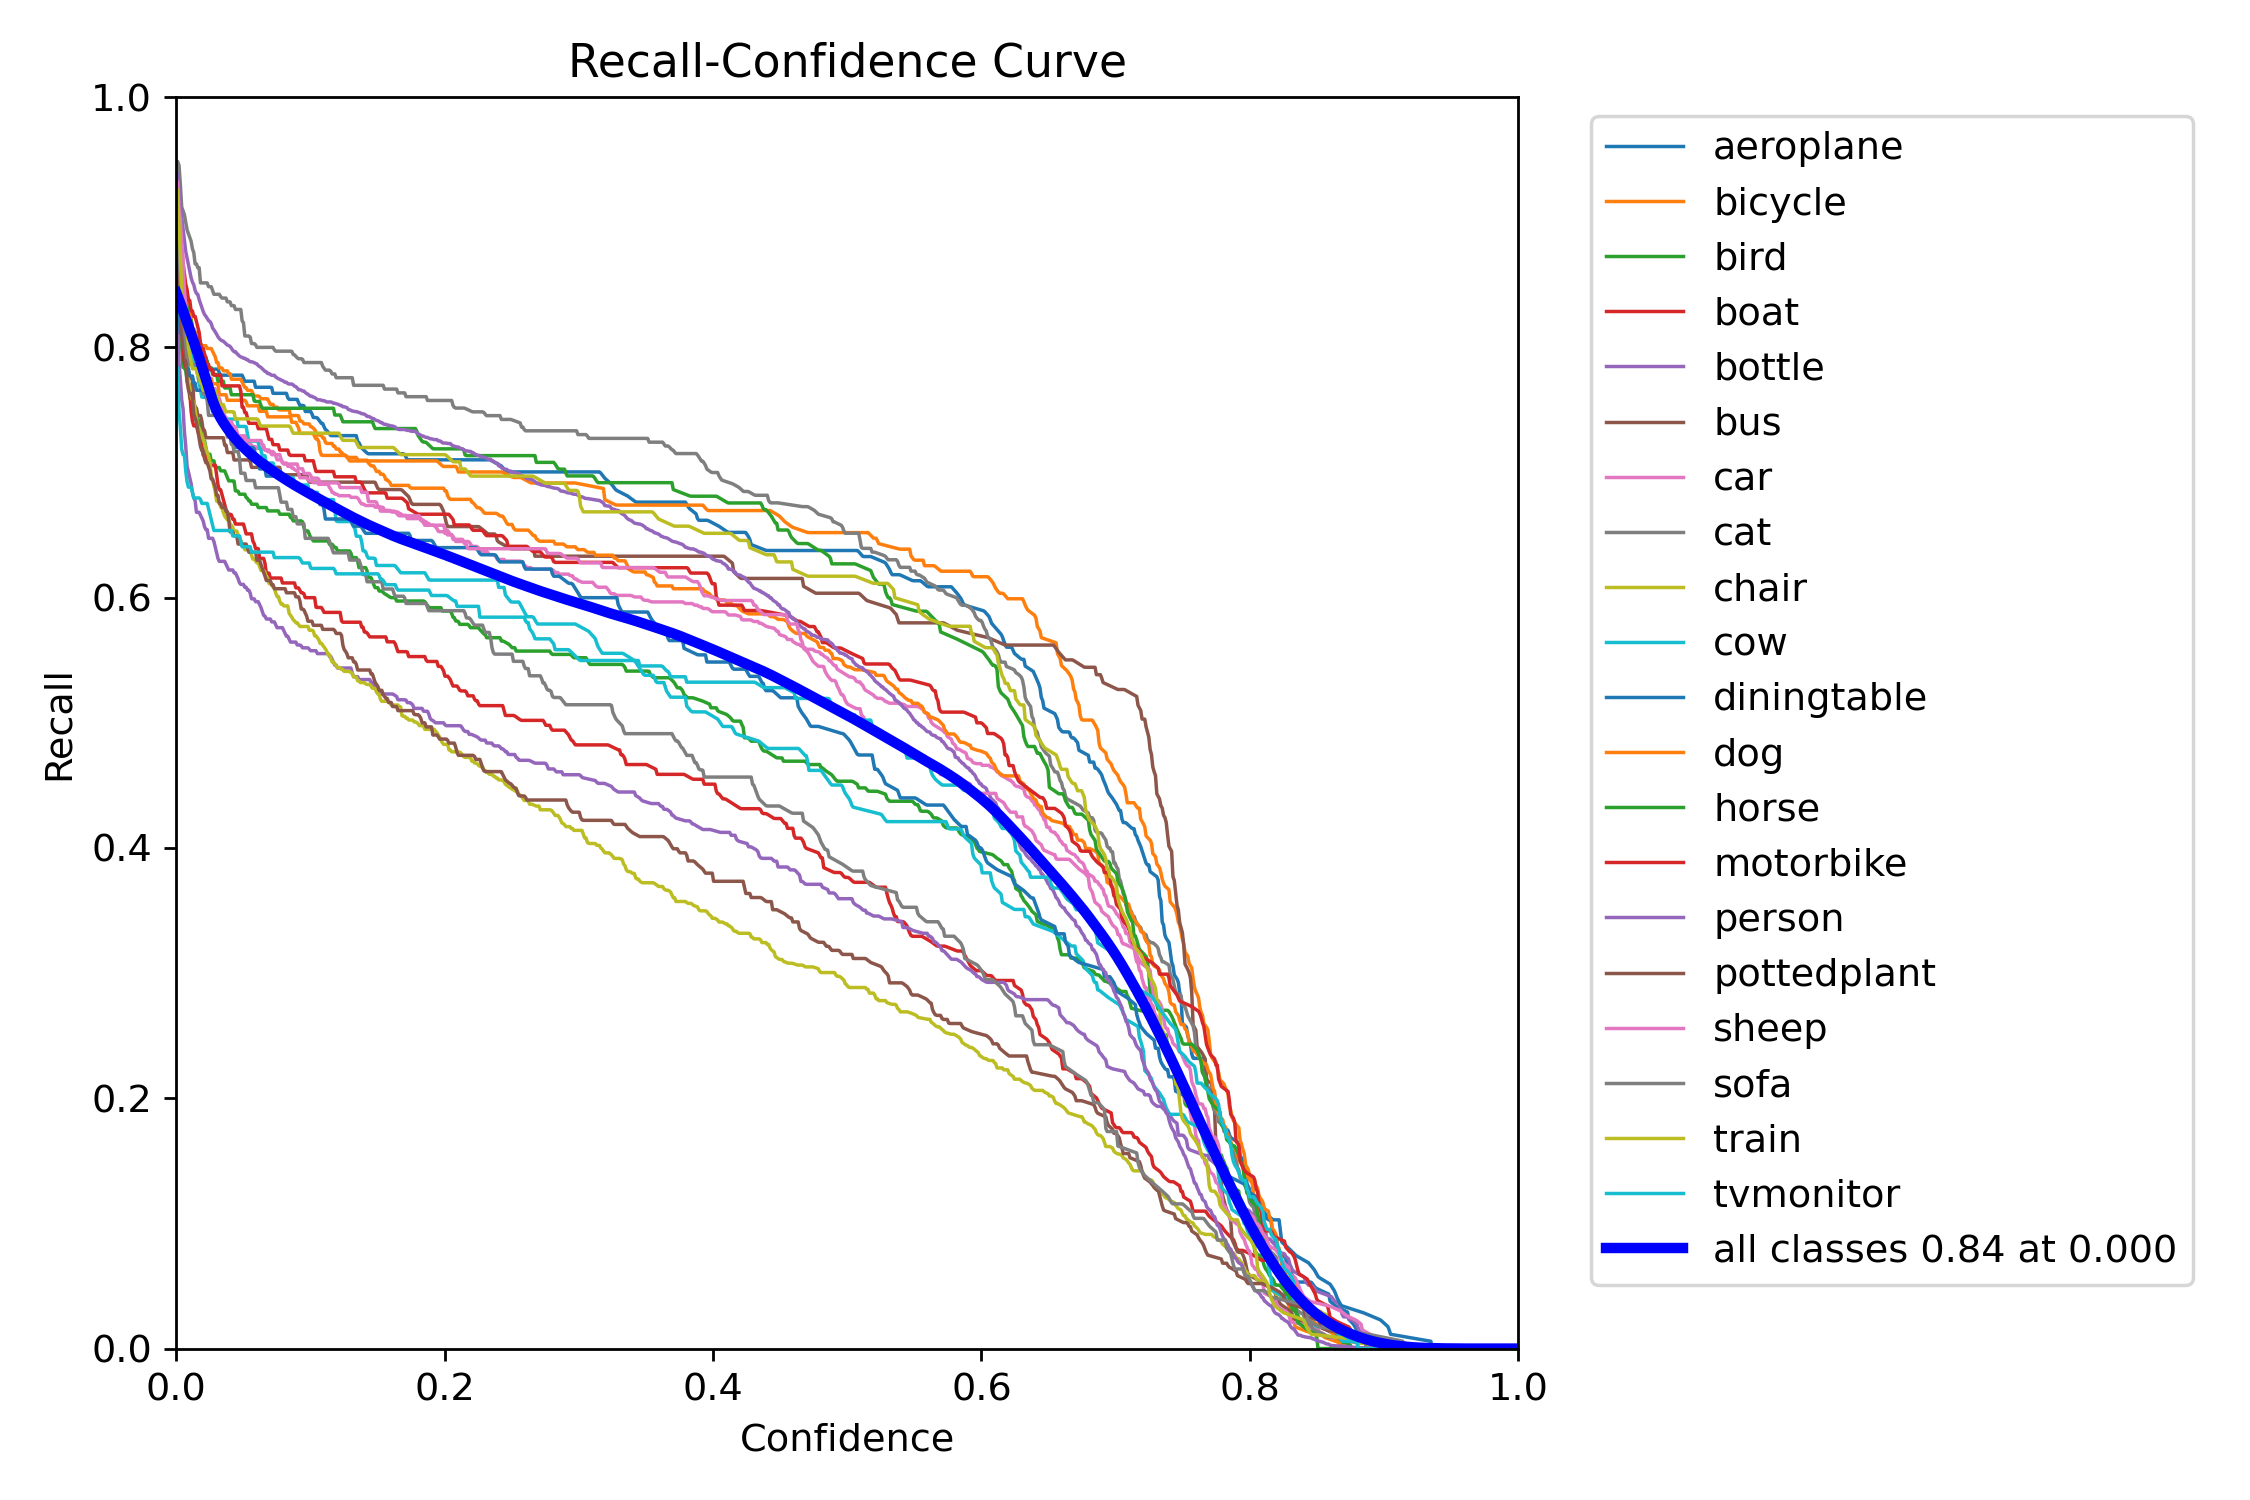 Recall-Confidence Curve
1.0
0.8
0.6
0.4
0.2
0.0
Recall
0.0 0.2 0.4 0.6 0.8 1.0
Confidence
aeroplane
bicycle
bird
boat
bottle
bus
car
cat
chair
cow
diningtable
dog
horse
motorbike
person
pottedplant
sheep
sofa
train
tvmonitor
all classes 0.84 at 0.000